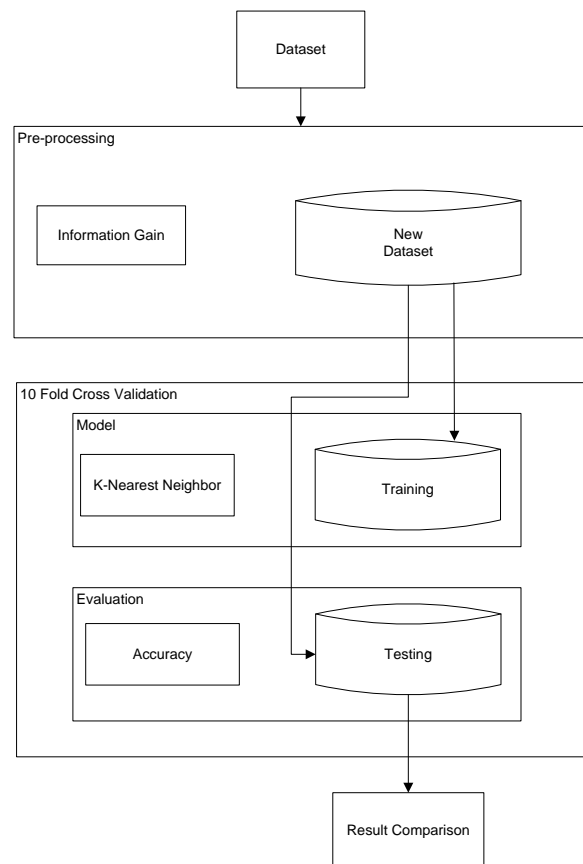 Dataset
Pre-processing
Information Gain
New
Dataset
10 Fold Cross Validation
Model
K-Nearest Neighbor
Training
Evaluation
Accuracy
Testing
Result Comparison